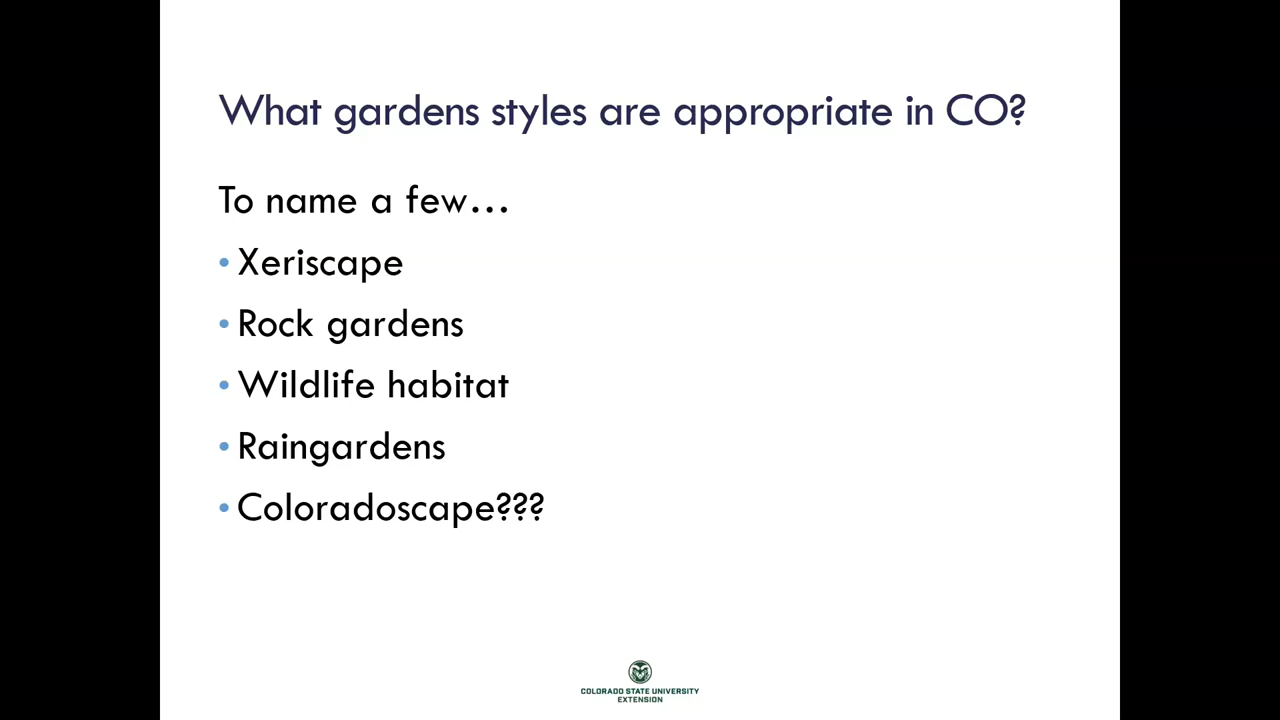 What gardens styles are appropriate in CO?
To name a few...
• Xeriscape
• Rock gardens
• Wildlife habitat
• Raingardens
• Coloradoscape???
COLORADO STATE UNIVERSITY
EXTENSION